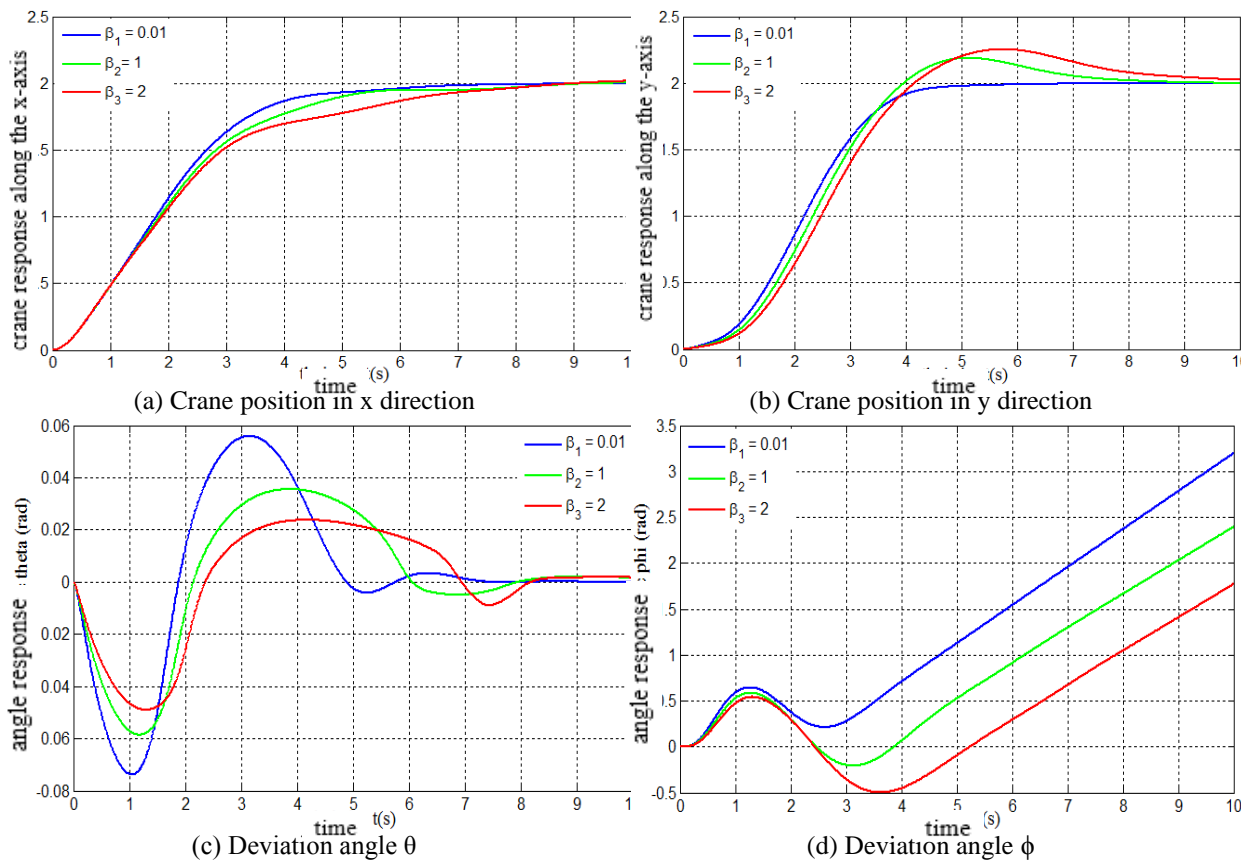 2.5
2
.5
1
.5
0
crane response along the x-axis
β1 = 0.01
β2 = 1
β3 = 2
0 1 2 3 4 5 6 7 8 9 1
time t(s)
(a) Crane position in x direction
2.5
2
1.5
1
0.5
0
crane response along the y-axis
β1 = 0.01
β2 = 1
β3 = 2
0 1 2 3 4 5 6 7 8 9 10
time (s)
(b) Crane position in y direction
0.06
0.04
0.02
0
0.02
0.04
0.06
-0.08
angle response theta (rad)
β1 = 0.01
β2 = 1
β3 = 2
0 1 2 3 4 5 6 7 8 9 1
time t(s)
(c) Deviation angle θ
3.5
3
2.5
2
.5
1
0.5
0
-0.5
angle response phi (rad)
β1 = 0.01
β2 = 1
β3 = 2
0 1 2 3 4 5 6 7 8 9 10
time (s)
(d) Deviation angle ϕ